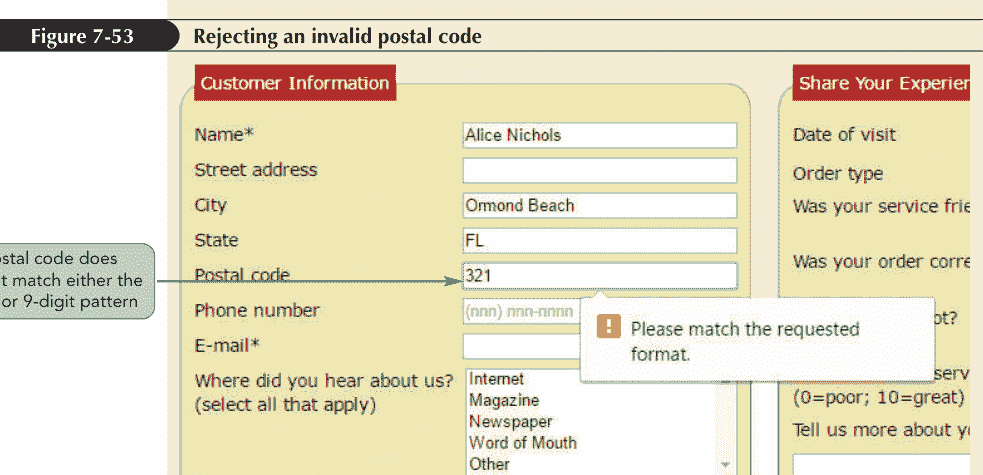 Figure 7-53
Rejecting an invalid postal code
Customer Information
Name*
Alice Nichols
Street address
City
Ormond Beach
State
FL
Postal code
321
Phone number
(nnn) nnn-nnnn
E-mail*
Where did you hear about us?
(select all that apply)
Internet
Magazine
Newspaper
Word of Mouth
Other
Please match the requested
format.
Share Your Experien
Date of visit
Order type
Was your service frie
Was your order corre
ot?
serv
(0=poor; 10=great)
Tell us more about yo
ostal code does
t match either the
or 9-digit pattern